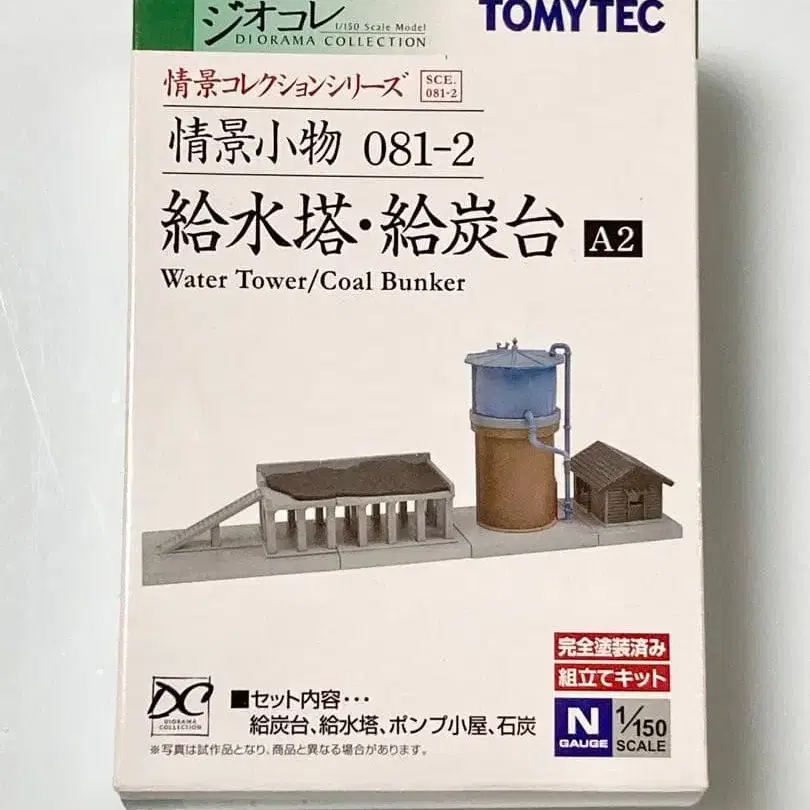 ジオコレ
1/150 Scale Model
DIORAMA COLLECTION
TOMYTEC
情景コレクションシリーズ
SCE.
081-2
情景小物 081-2
給水塔・給炭台 A2
Water Tower/Coal Bunker
完全塗装済み
組立てキット
DC
DIORAMA
COLLECTION
■セット内容･･･
給炭台、給水塔、ポンプ小屋、石炭
※写真は試作品となり、商品と異なる場合があります。
N
GAUGE
1/150
SCALE